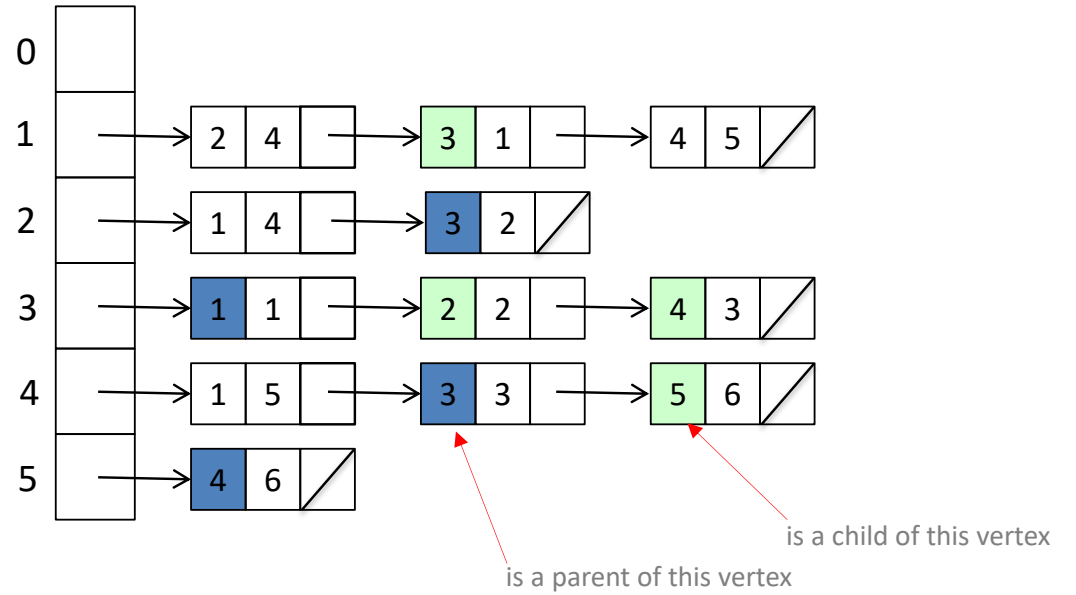 0
1 2 4 3 1 4 5
2 1 4 3 2
3 1 1 2 2 4 3
4 1 5 3 3 5 6
5 4 6
is a child of this vertex
is a parent of this vertex